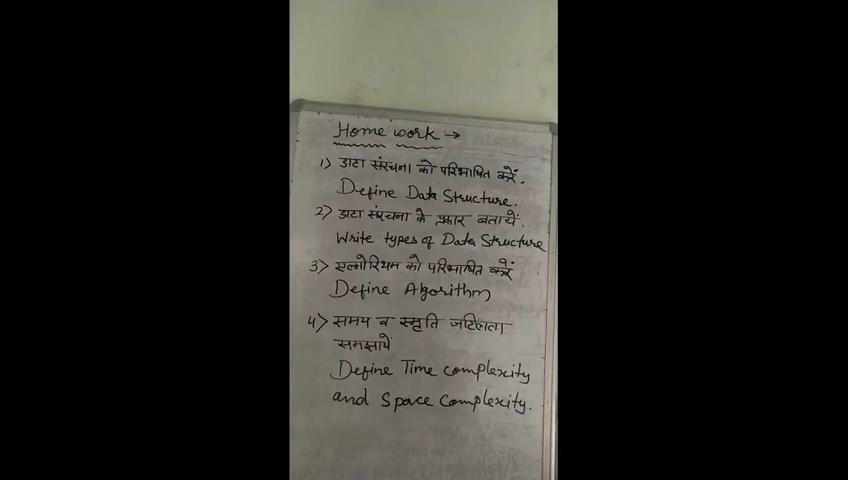 Home work →
1) डाटा संरचना को परिभाषित करें.
Define Data Structure.
2) डाटा संरचना के प्रकार बतायें.
Write types of Data Structure
3) एल्गोरिथम को परिभाषित करें
Define Algorithm
4) समय व स्मृति जटिलता
समझायें
Define Time complexity
and Space Complexity.